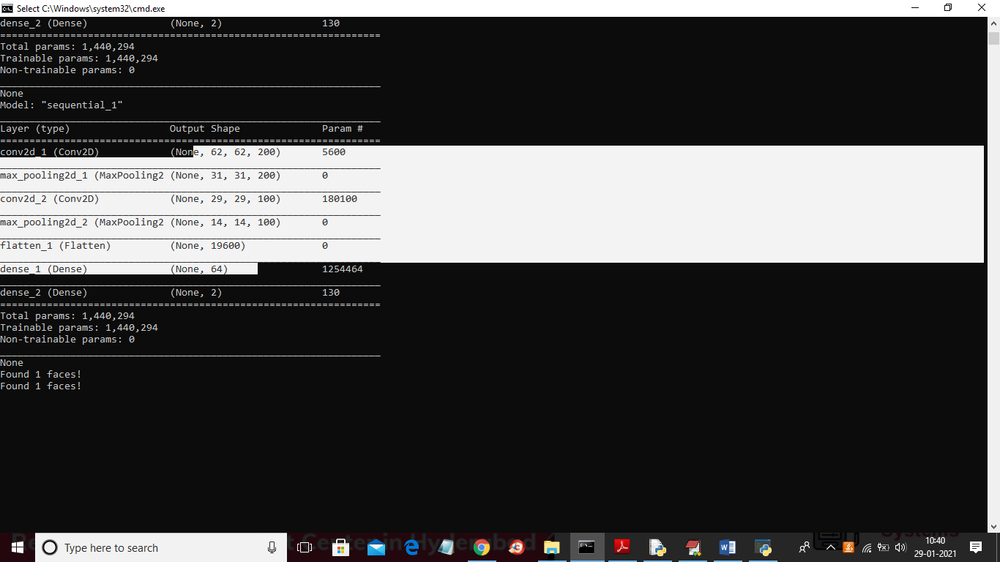 Select C:\Windows\system32\cmd.exe
dense_2 (Dense) (None, 2) 130
=================================================================
Total params: 1,440,294
Trainable params: 1,440,294
Non-trainable params: 0
_________________________________________________________________
None
Model: "sequential_1"
_________________________________________________________________
Layer (type) Output Shape Param #
=================================================================
conv2d_1 (Conv2D) (None, 62, 62, 200) 5600
_________________________________________________________________
max_pooling2d_1 (MaxPooling2 (None, 31, 31, 200) 0
_________________________________________________________________
conv2d_2 (Conv2D) (None, 29, 29, 100) 180100
_________________________________________________________________
max_pooling2d_2 (MaxPooling2 (None, 14, 14, 100) 0
_________________________________________________________________
flatten_1 (Flatten) (None, 19600) 0
_________________________________________________________________
dense_1 (Dense) (None, 64) 1254464
_________________________________________________________________
dense_2 (Dense) (None, 2) 130
=================================================================
Total params: 1,440,294
Trainable params: 1,440,294
Non-trainable params: 0
_________________________________________________________________
None
Found 1 faces!
Found 1 faces!
Type here to search
10:40
29-01-2021